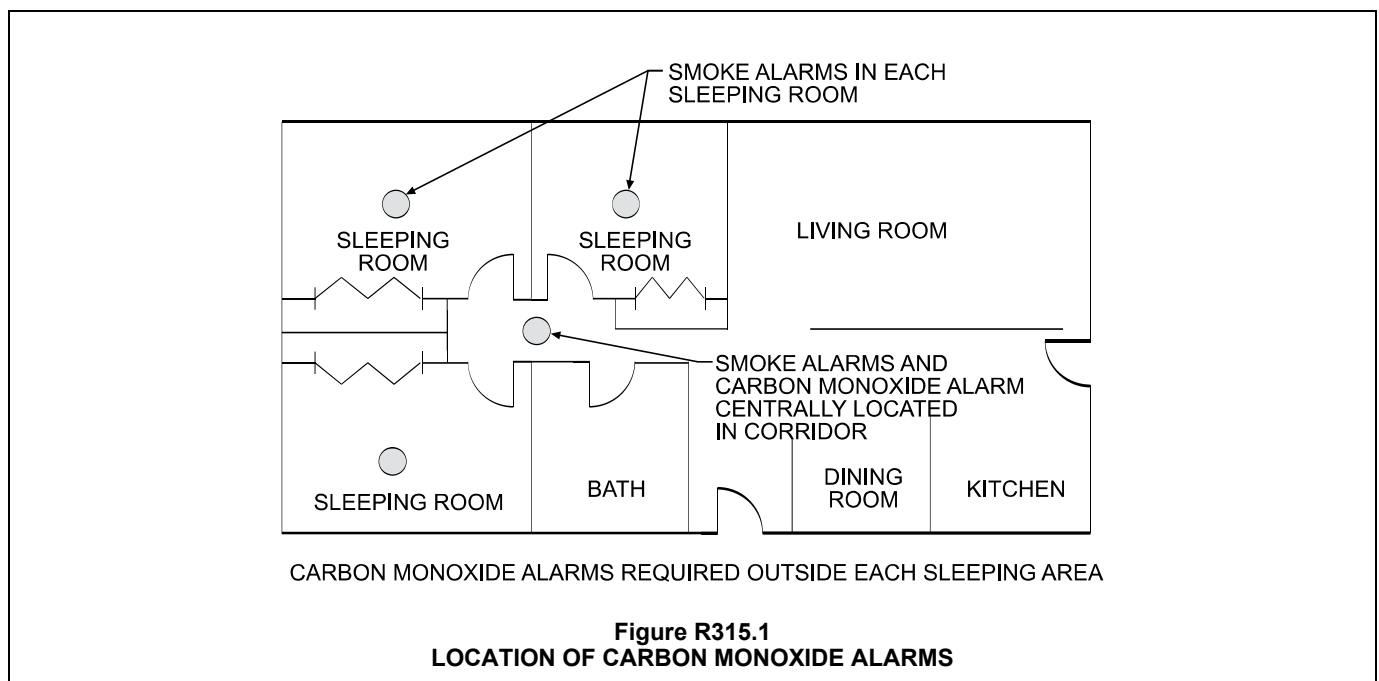 SMOKE ALARMS IN EACH
SLEEPING ROOM
SLEEPING
ROOM
SLEEPING
ROOM
LIVING ROOM
SMOKE ALARMS AND
CARBON MONOXIDE ALARM
CENTRALLY LOCATED
IN CORRIDOR
SLEEPING ROOM
BATH
DINING
ROOM
KITCHEN
CARBON MONOXIDE ALARMS REQUIRED OUTSIDE EACH SLEEPING AREA
Figure R315.1
LOCATION OF CARBON MONOXIDE ALARMS